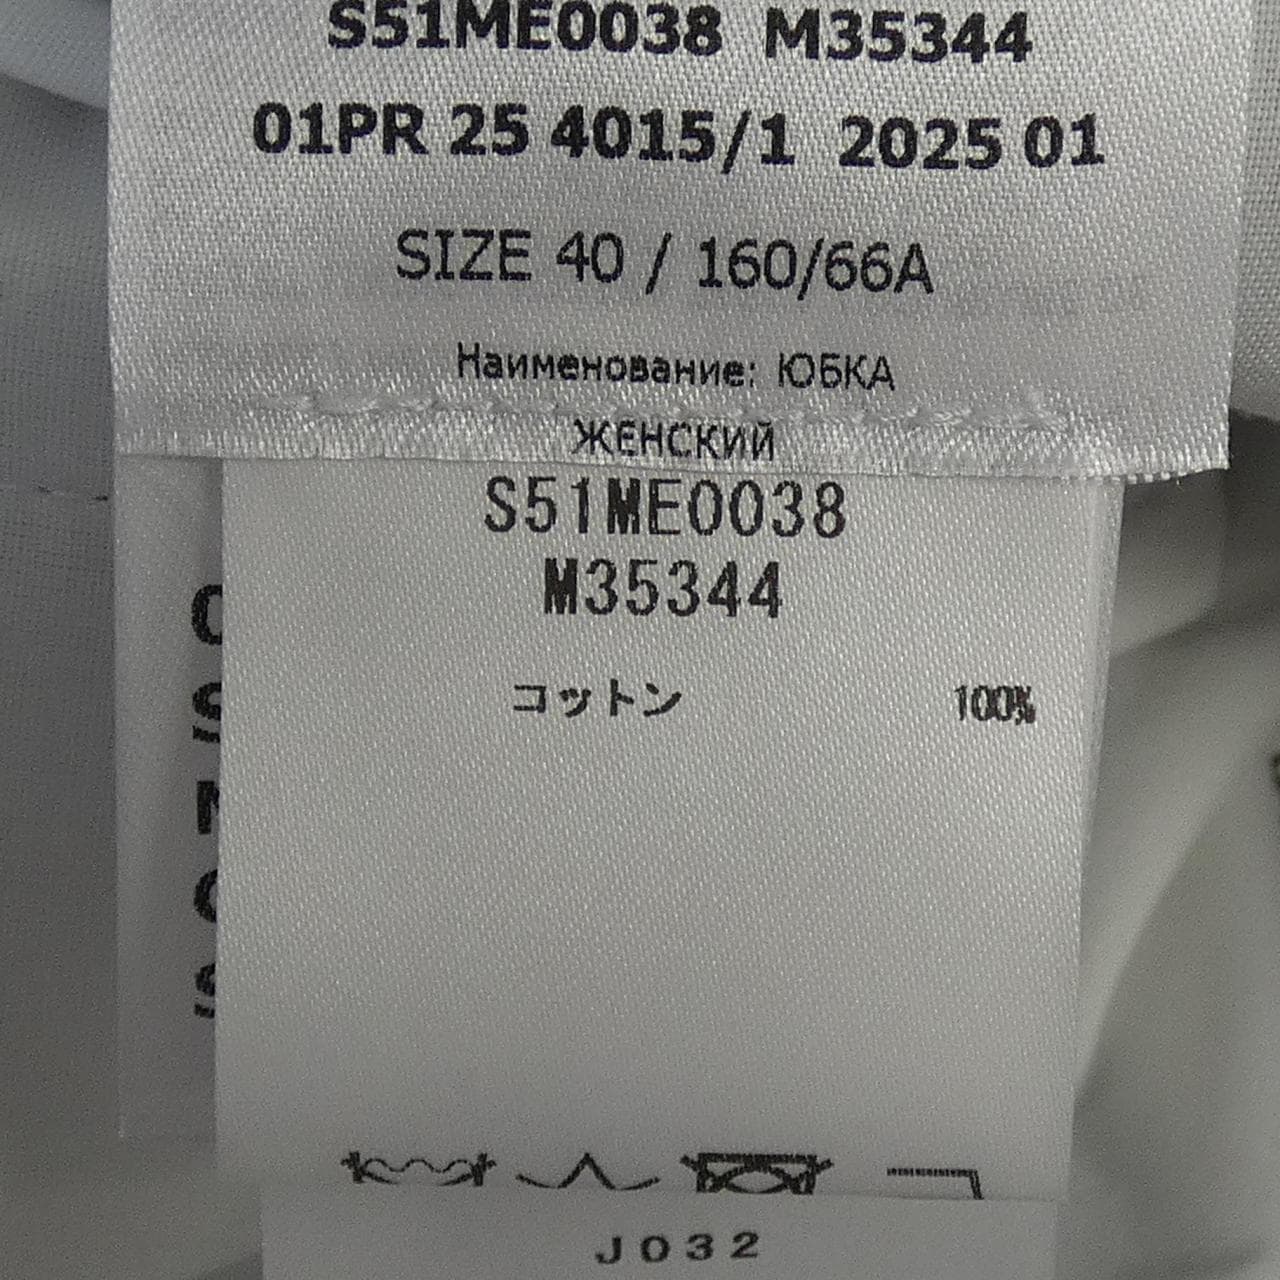 S51ME0038 M35344
01PR 25 4015/1 2025 01
SIZE 40 / 160/66A
Наименование: ЮБКА
ЖЕНСКИЙ
S51ME0038
M35344
コットン 100%
J032